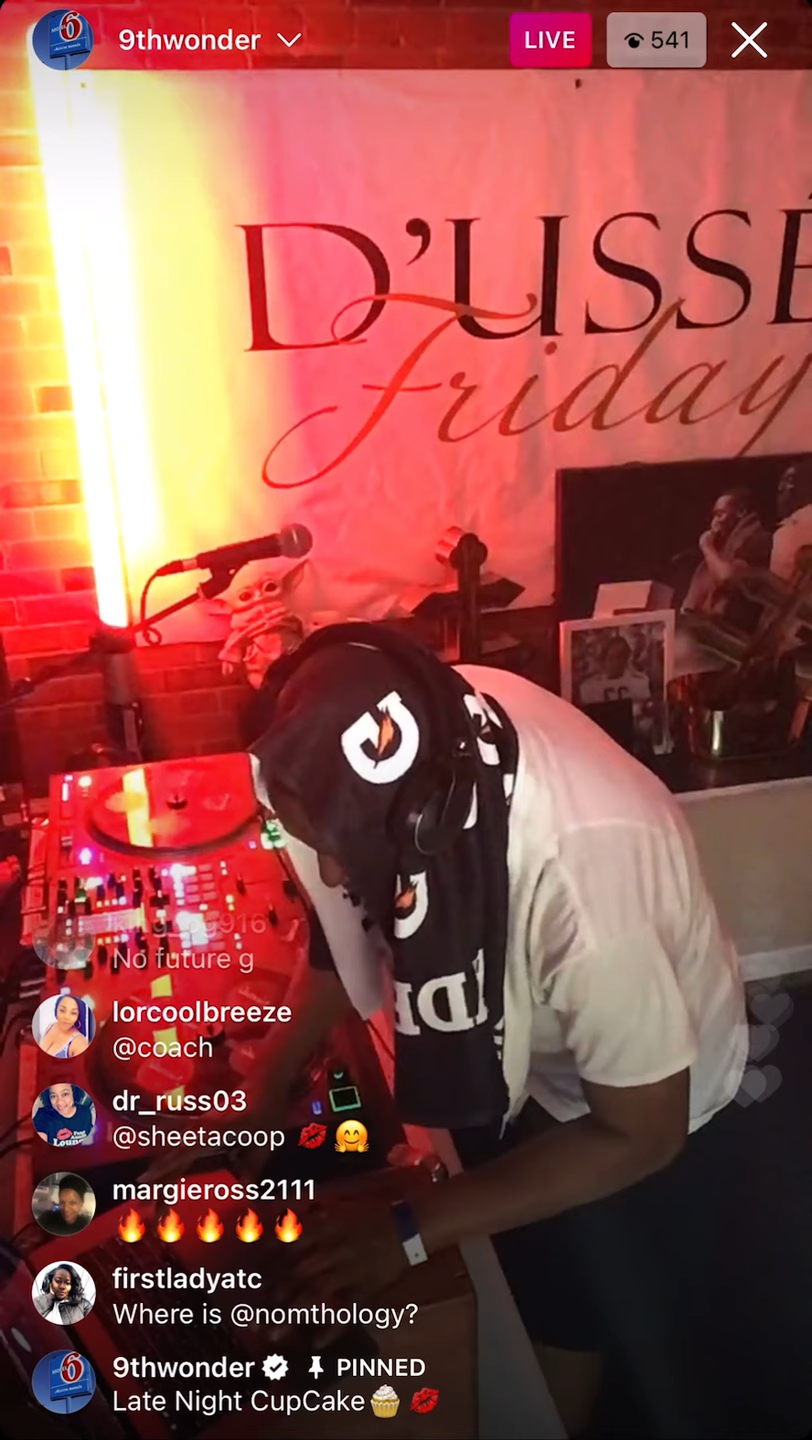 9thwonder
LIVE
541
D'USSÉ
Friday
G
No future g
lorcoolbreeze
@coach
dr_russ03
@sheetacoop 💋🤗
margieross2111
🔥🔥🔥🔥🔥
firstladyatc
Where is @nomthology?
9thwonder PINNED
Late Night CupCake🧁💋